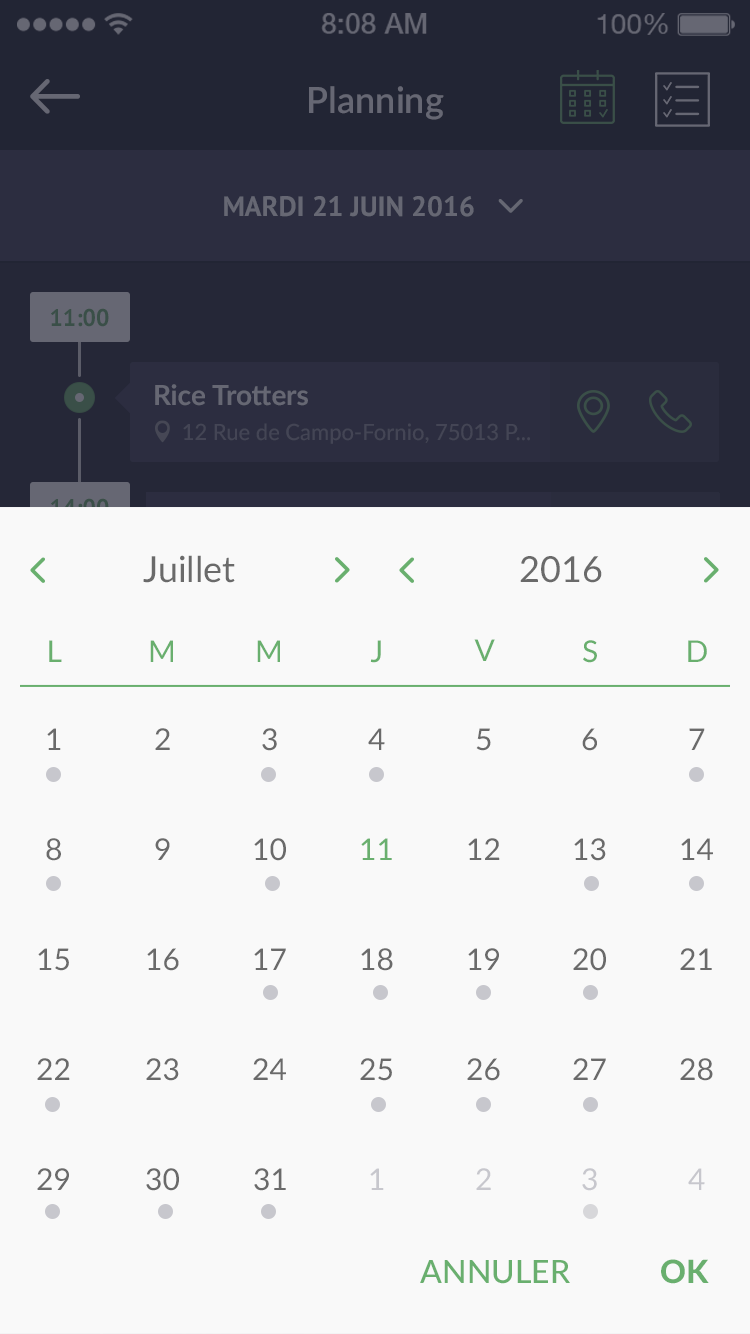 8:08 AM 100%
Planning
MARDI 21 JUIN 2016
11:00
Rice Trotters
12 Rue de Campo-Fornio, 75013 P...
14:00
Juillet 2016
L M M J V S D
1 2 3 4 5 6 7
8 9 10 11 12 13 14
15 16 17 18 19 20 21
22 23 24 25 26 27 28
29 30 31 1 2 3 4
ANNULER OK